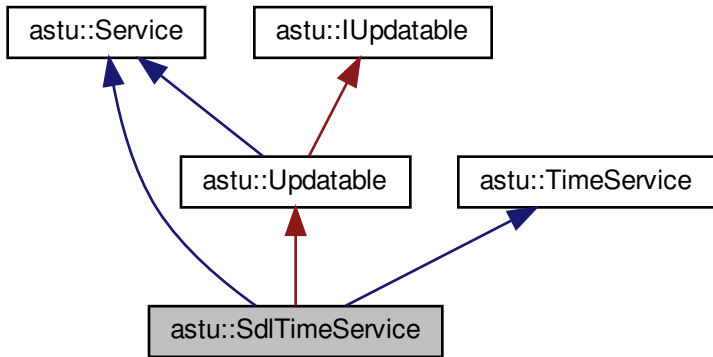 astu::Service
astu::IUpdatable
astu::Updatable
astu::TimeService
astu::SdlTimeService